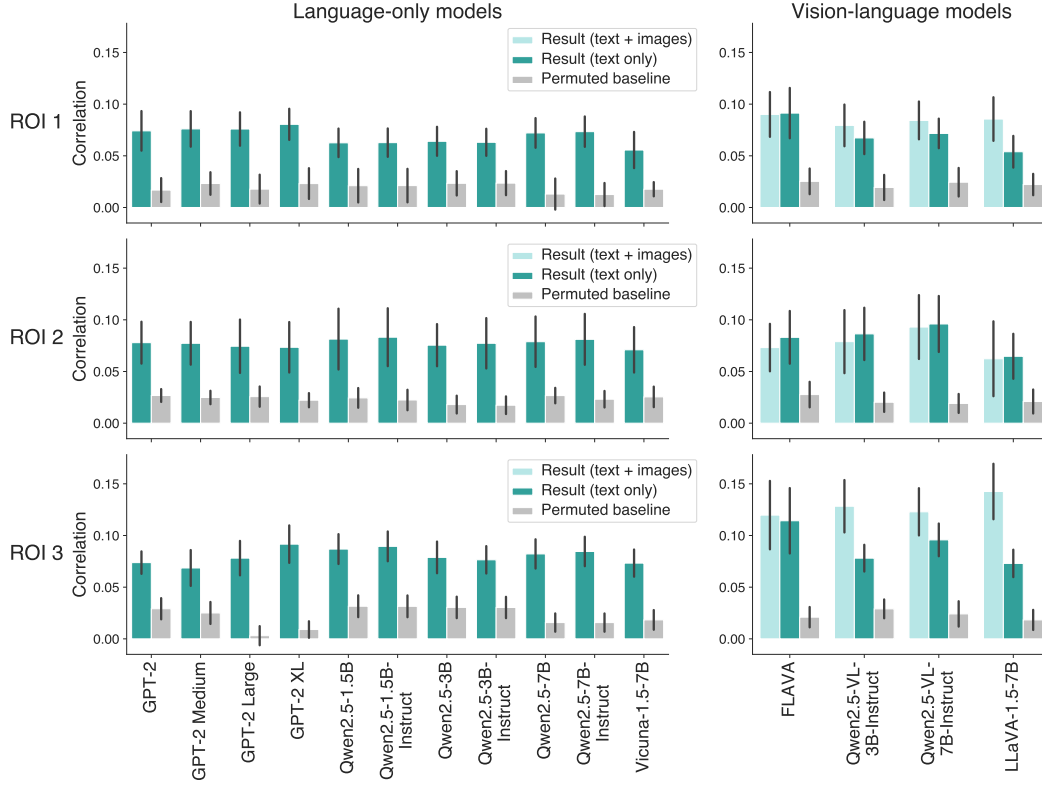 Language-only models
Vision-language models
ROI 1
Correlation
0.15
0.10
0.05
0.00
Result (text + images)
Result (text only)
Permuted baseline
0.15
0.10
0.05
0.00
ROI 2
Correlation
0.15
0.10
0.05
0.00
Result (text + images)
Result (text only)
Permuted baseline
0.15
0.10
0.05
0.00
ROI 3
Correlation
0.15
0.10
0.05
0.00
Result (text + images)
Result (text only)
Permuted baseline
0.15
0.10
0.05
0.00
GPT-2
GPT-2 Medium
GPT-2 Large
GPT-2 XL
Qwen2.5-1.5B
Qwen2.5-1.5B-
Instruct
Qwen2.5-3B
Qwen2.5-3B-
Instruct
Qwen2.5-7B
Qwen2.5-7B-
Instruct
Vicuna-1.5-7B
FLAVA
Qwen2.5-VL-
3B-Instruct
Qwen2.5-VL-
7B-Instruct
LLaVA-1.5-7B